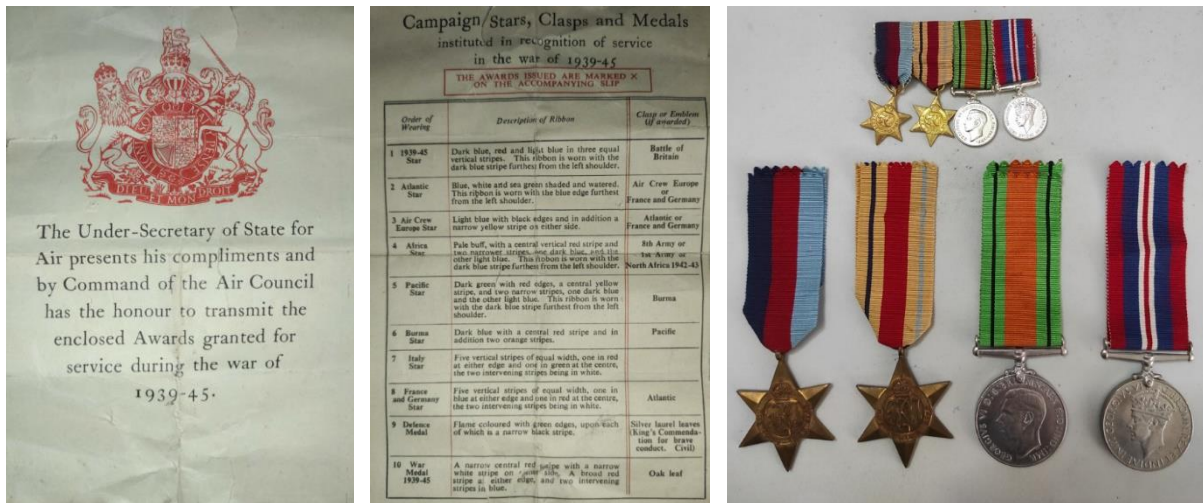 DIEU ET MON DROIT
The Under-Secretary of State for
Air presents his compliments and
by Command of the Air Council
has the honour to transmit the
enclosed Awards granted for
service during the war of
1939-45.
Campaign Stars, Clasps and Medals
instituted in recognition of service
in the war of 1939-45
THE AWARDS ISSUED ARE MARKED X
ON THE ACCOMPANYING SLIP
Order of Wearing
Description of Ribbon
Clasp or Emblem (if awarded)
1 1939-45 Star
Dark blue, red and light blue in three equal
vertical stripes. This ribbon is worn with the
dark blue stripe furthest from the left shoulder.
Battle of Britain
2 Atlantic Star
Blue, white and sea green shaded and watered.
This ribbon is worn with the blue edge furthest
from the left shoulder.
Air Crew Europe
or
France and Germany
3 Air Crew Europe Star
Light blue with black edges and in addition a
narrow yellow stripe on either side.
Atlantic or
France and Germany
4 Africa Star
Pale buff, with a central vertical red stripe and
two narrower stripes, one dark blue, and the
other light blue. This ribbon is worn with the
dark blue stripe furthest from the left shoulder.
8th Army or
1st Army or
North Africa 1942-43
5 Pacific Star
Dark green with red edges, a central yellow
stripe, and two narrow stripes, one dark blue
and the other light blue. This ribbon is worn
with the dark blue stripe furthest from the left
shoulder.
Burma
6 Burma Star
Dark blue with a central red stripe and in
addition two orange stripes.
Pacific
7 Italy Star
Five vertical stripes of equal width, one in red
at either edge and one in green at the centre,
the two intervening stripes being in white.
8 France and Germany Star
Five vertical stripes of equal width, one in
blue at either edge and one in red at the centre,
the two intervening stripes being in white.
Atlantic
9 Defence Medal
Flame coloured with green edges, upon each
of which is a narrow black stripe.
Silver laurel leaves
(King's Commenda-
tion for brave
conduct. Civil)
10 War Medal 1939-45
A narrow central red stripe with a narrow
white stripe on either side. A broad red
stripe at either edge, and two intervening
stripes in blue.
Oak leaf
GEORGIVS VI